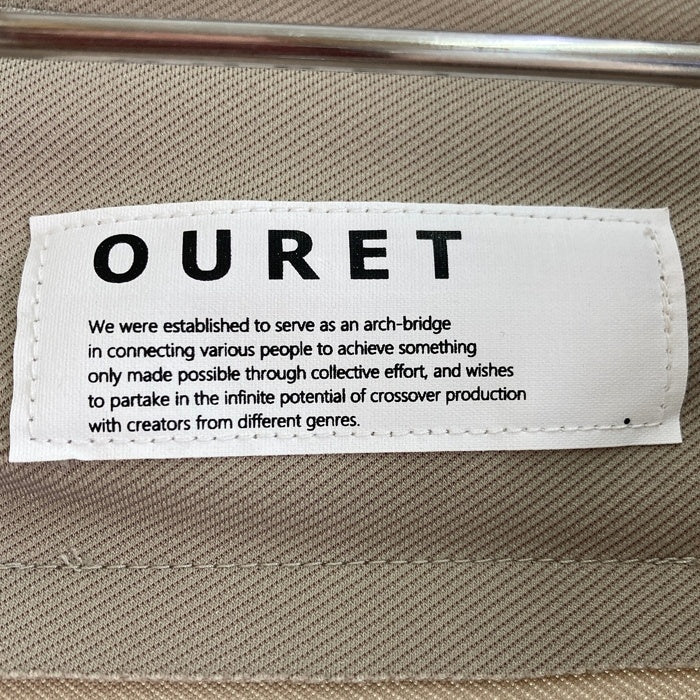 OURET
We were established to serve as an arch-bridge
in connecting various people to achieve something
only made possible through collective effort, and wishes
to partake in the infinite potential of crossover production
with creators from different genres.